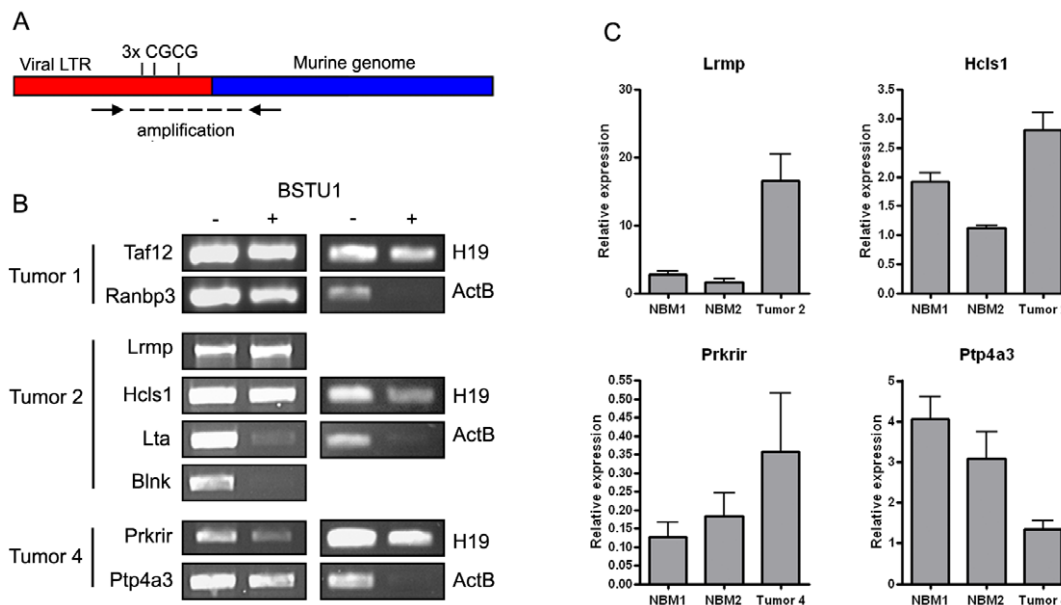 A
Viral LTR
3x CGCG
Murine genome
amplification
B
BSTU1
- + - +
Tumor 1
Taf12
H19
Ranbp3
ActB
Tumor 2
Lrmp
Hcls1
H19
Lta
ActB
Blnk
Tumor 4
Prkrir
H19
Ptp4a3
ActB
C
Lrmp
Relative expression
30
20
10
0
NBM1 NBM2 Tumor 2
Hcls1
Relative expression
3.5
3.0
2.5
2.0
1.5
1.0
0.5
0.0
NBM1 NBM2 Tumor
Prkrir
Relative expression
0.55
0.50
0.45
0.40
0.35
0.30
0.25
0.20
0.15
0.10
0.05
0.00
NBM1 NBM2 Tumor 4
Ptp4a3
Relative expression
5
4
3
2
1
0
NBM1 NBM2 Tumor